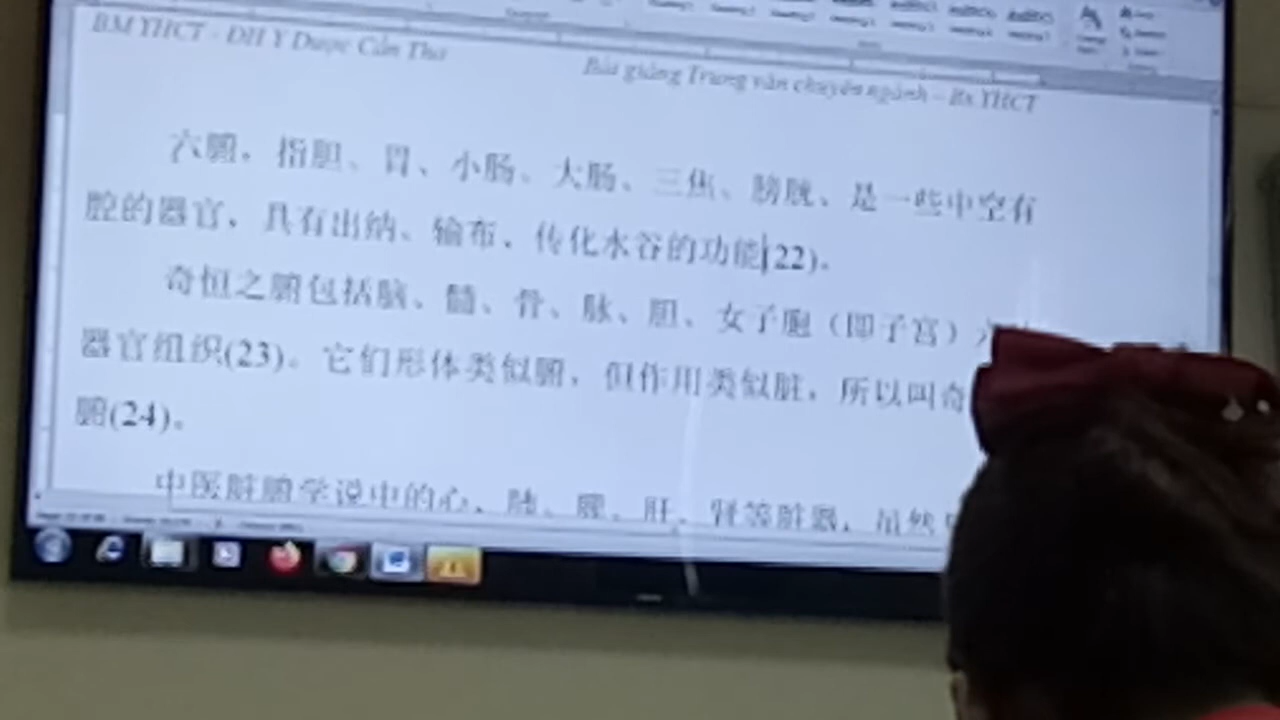 BM YHCT - ĐH Y Dược Cần Thơ
Bài giảng Trung văn chuyên ngành – Bs YHCT
六腑，指胆、胃、小肠、大肠、三焦、膀胱、是一些中空有
腔的器官，具有出纳、输布、传化水谷的功能(22)。
奇恒之腑包括脑、髓、骨、脉、胆、女子胞（即子宫）
器官组织(23)。它们形体类似腑，但作用类似脏，所以叫奇
腑(24)。
中医脏腑学说中的心、肺、脾、肝、肾等脏器，虽然